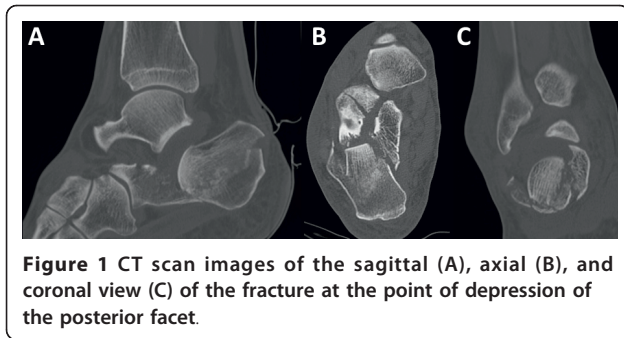 A B C
Figure 1 CT scan images of the sagittal (A), axial (B), and
coronal view (C) of the fracture at the point of depression of
the posterior facet.